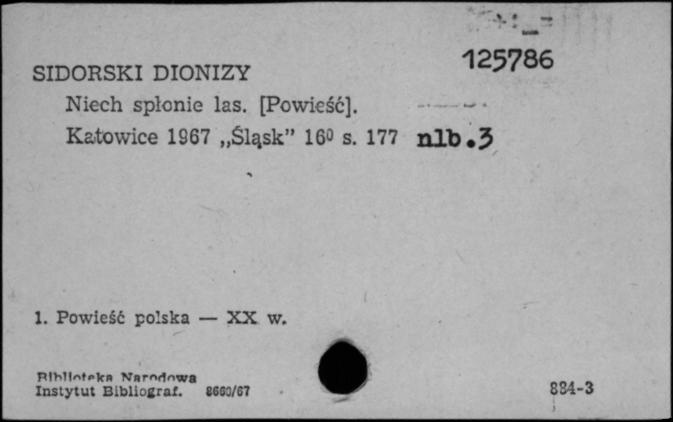 125786
SIDORSKI DIONIZY
Niech spłonie las. [Powieść].
Katowice 1967 „Śląsk” 16⁰ s. 177 nlb.3
1. Powieść polska — XX w.
Biblioteka Narodowa
Instytut Bibliograf. 8660/67
884-3